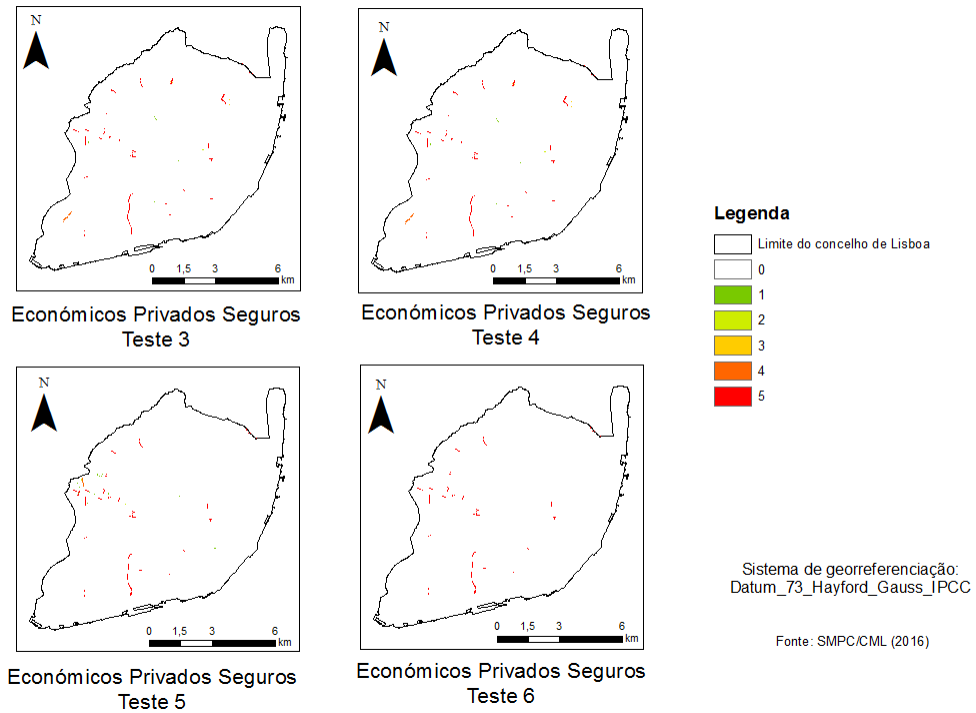 N
0 1,5 3 6
km
Económicos Privados Seguros
Teste 3
N
0 1,5 3 6
km
Económicos Privados Seguros
Teste 4
N
0 1,5 3 6
km
Económicos Privados Seguros
Teste 5
N
0 1,5 3 6
km
Económicos Privados Seguros
Teste 6
Legenda
Limite do concelho de Lisboa
0
1
2
3
4
5
Sistema de georreferenciação:
Datum_73_Hayford_Gauss_IPCC
Fonte: SMPC/CML (2016)